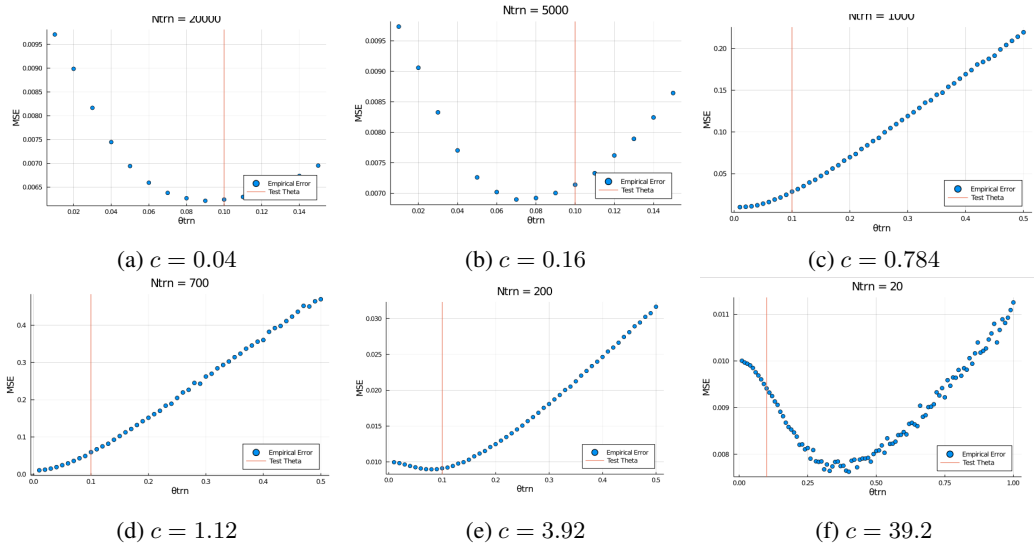 Ntrn = 20000
0.0095
0.0090
0.0085
0.0080
0.0075
0.0070
0.0065
MSE
0.02 0.04 0.06 0.08 0.10 0.12 0.14
θtrn
Empirical Error
Test Theta
(a) c = 0.04
Ntrn = 5000
0.0095
0.0090
0.0085
0.0080
0.0075
0.0070
MSE
0.02 0.04 0.06 0.08 0.10 0.12 0.14
θtrn
Empirical Error
Test Theta
(b) c = 0.16
Ntrn = 1000
0.20
0.15
0.10
0.05
MSE
0.0 0.1 0.2 0.3 0.4 0.5
θtrn
Empirical Error
Test Theta
(c) c = 0.784
Ntrn = 700
0.4
0.3
0.2
0.1
0.0
MSE
0.0 0.1 0.2 0.3 0.4 0.5
θtrn
Empirical Error
Test Theta
(d) c = 1.12
Ntrn = 200
0.030
0.025
0.020
0.015
0.010
MSE
0.0 0.1 0.2 0.3 0.4 0.5
θtrn
Empirical Error
Test Theta
(e) c = 3.92
Ntrn = 20
0.011
0.010
0.009
0.008
MSE
0.00 0.25 0.50 0.75 1.00
θtrn
Empirical Error
Test Theta
(f) c = 39.2